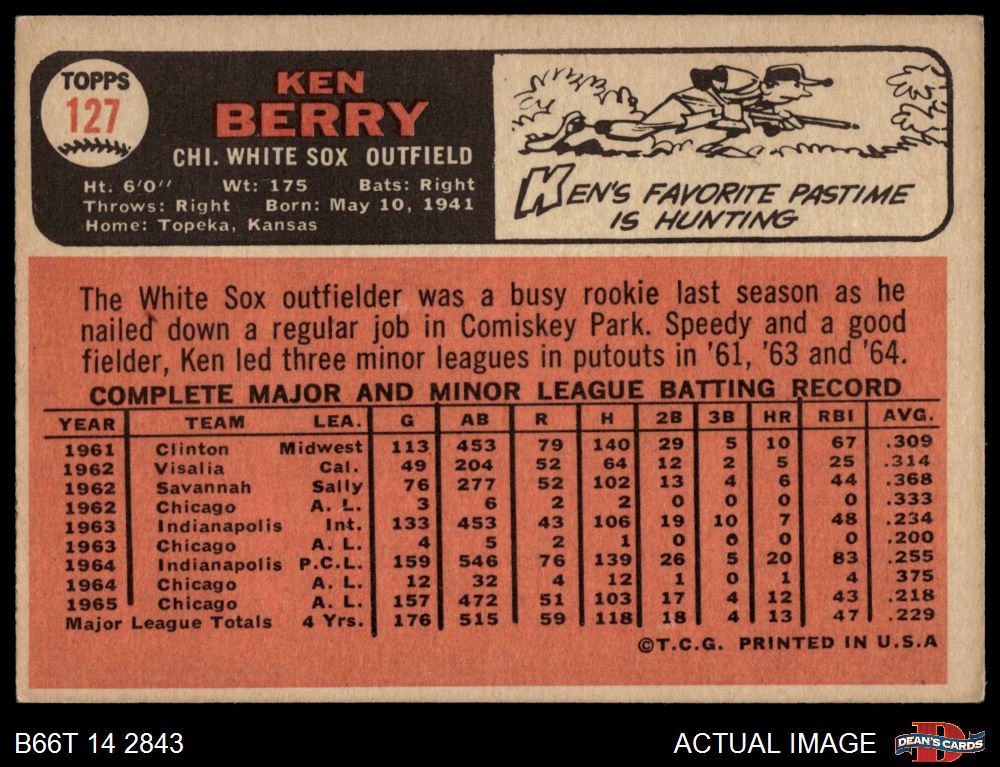 TOPPS
127
KEN
BERRY
CHI. WHITE SOX OUTFIELD
Ht: 6'0" Wt: 175 Bats: Right
Throws: Right Born: May 10, 1941
Home: Topeka, Kansas
KEN'S FAVORITE PASTIME
IS HUNTING
The White Sox outfielder was a busy rookie last season as he
nailed down a regular job in Comiskey Park. Speedy and a good
fielder, Ken led three minor leagues in putouts in '61, '63 and '64.
COMPLETE MAJOR AND MINOR LEAGUE BATTING RECORD
YEAR TEAM LEA. G AB R H 2B 3B HR RBI AVG.
1961 Clinton Midwest 113 453 79 140 29 5 10 67 .309
1962 Visalia Cal. 49 204 52 64 12 2 5 25 .314
1962 Savannah Sally 76 277 52 102 13 4 6 44 .368
1962 Chicago A. L. 3 6 2 2 0 0 0 0 .333
1963 Indianapolis Int. 133 453 43 106 19 10 7 48 .234
1963 Chicago A. L. 4 5 2 1 0 0 0 0 .200
1964 Indianapolis P.C.L. 159 546 76 139 26 5 20 83 .255
1964 Chicago A. L. 12 32 4 12 1 0 1 4 375
1965 Chicago A. L. 157 472 51 103 17 4 12 43 .218
Major League Totals 4 Yrs. 176 515 59 118 18 4 13 47 .229
©T.C.G. PRINTED IN U.S.A
B66T 14 2843
ACTUAL IMAGE
DEAN'S CARDS